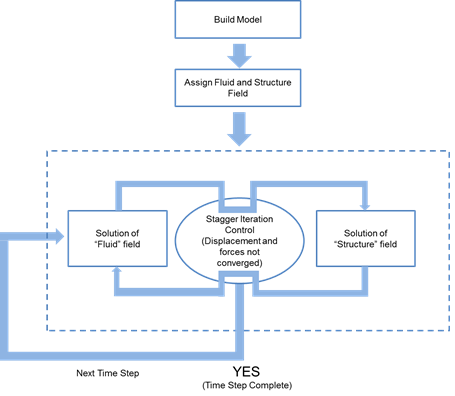 Build Model
Assign Fluid and Structure
Field
Stagger Iteration
Control
(Displacement and
forces not
converged)
Solution of
“Fluid” field
Solution of
“Structure” field
Next Time Step
YES
(Time Step Complete)